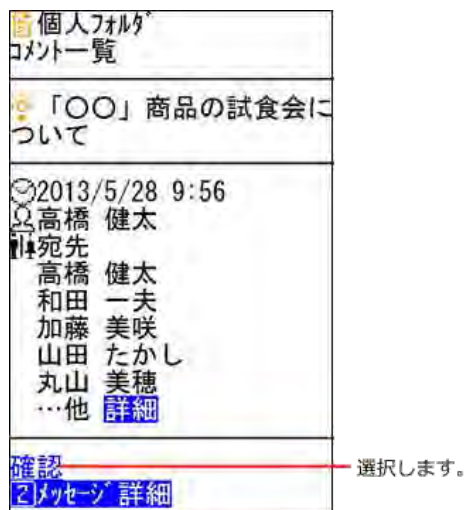 個人ﾌｫﾙﾀﾞ
ｺﾒﾝﾄ一覧
「〇〇」商品の試食会に
ついて
2013/5/28 9:56
高橋 健太
宛先
高橋 健太
和田 一夫
加藤 美咲
山田 たかし
丸山 美穂
…他 詳細
確認
選択します。
2ﾒｯｾｰｼﾞ詳細